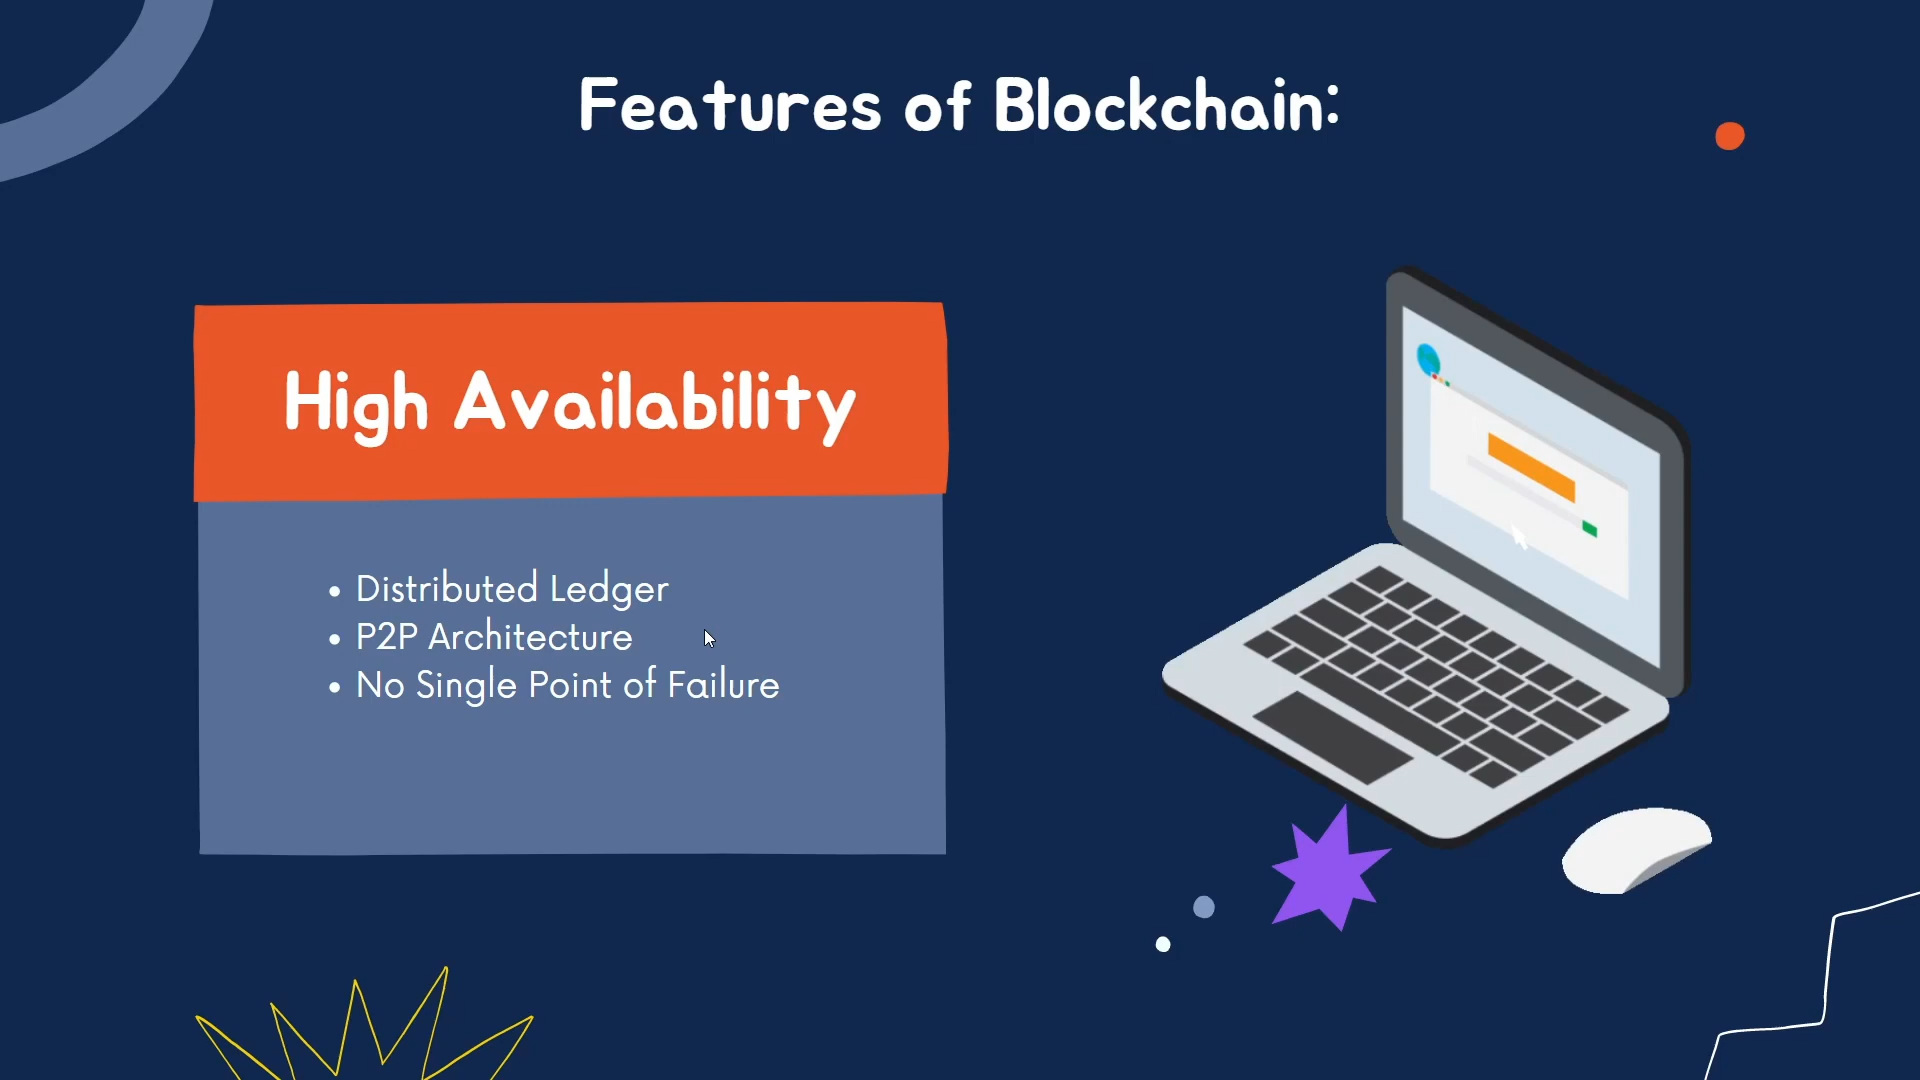 Features of Blockchain:
High Availability
• Distributed Ledger
• P2P Architecture
• No Single Point of Failure